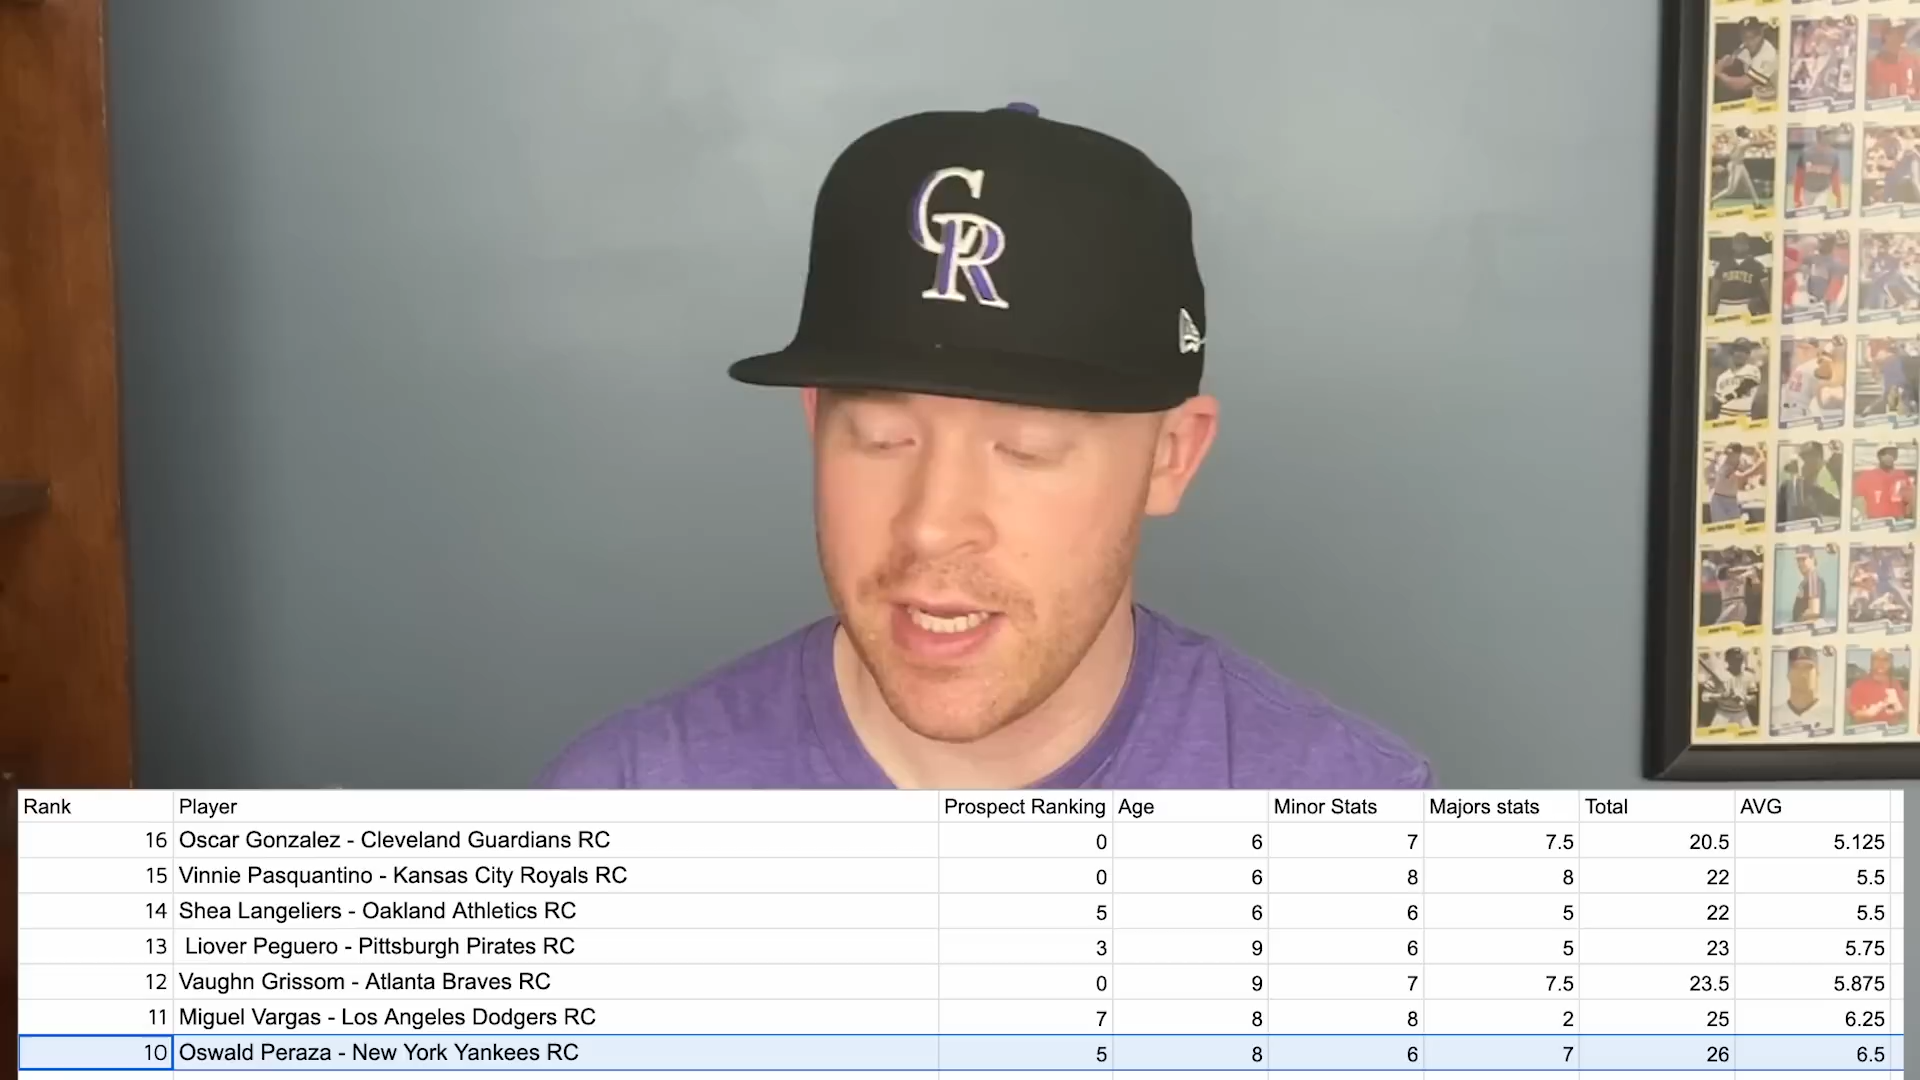 CR
Rank Player Prospect Ranking Age Minor Stats Majors stats Total AVG
16 Oscar Gonzalez - Cleveland Guardians RC 0 6 7 7.5 20.5 5.125
15 Vinnie Pasquantino - Kansas City Royals RC 0 6 8 8 22 5.5
14 Shea Langeliers - Oakland Athletics RC 5 6 6 5 22 5.5
13 Liover Peguero - Pittsburgh Pirates RC 3 9 6 5 23 5.75
12 Vaughn Grissom - Atlanta Braves RC 0 9 7 7.5 23.5 5.875
11 Miguel Vargas - Los Angeles Dodgers RC 7 8 8 2 25 6.25
10 Oswald Peraza - New York Yankees RC 5 8 6 7 26 6.5